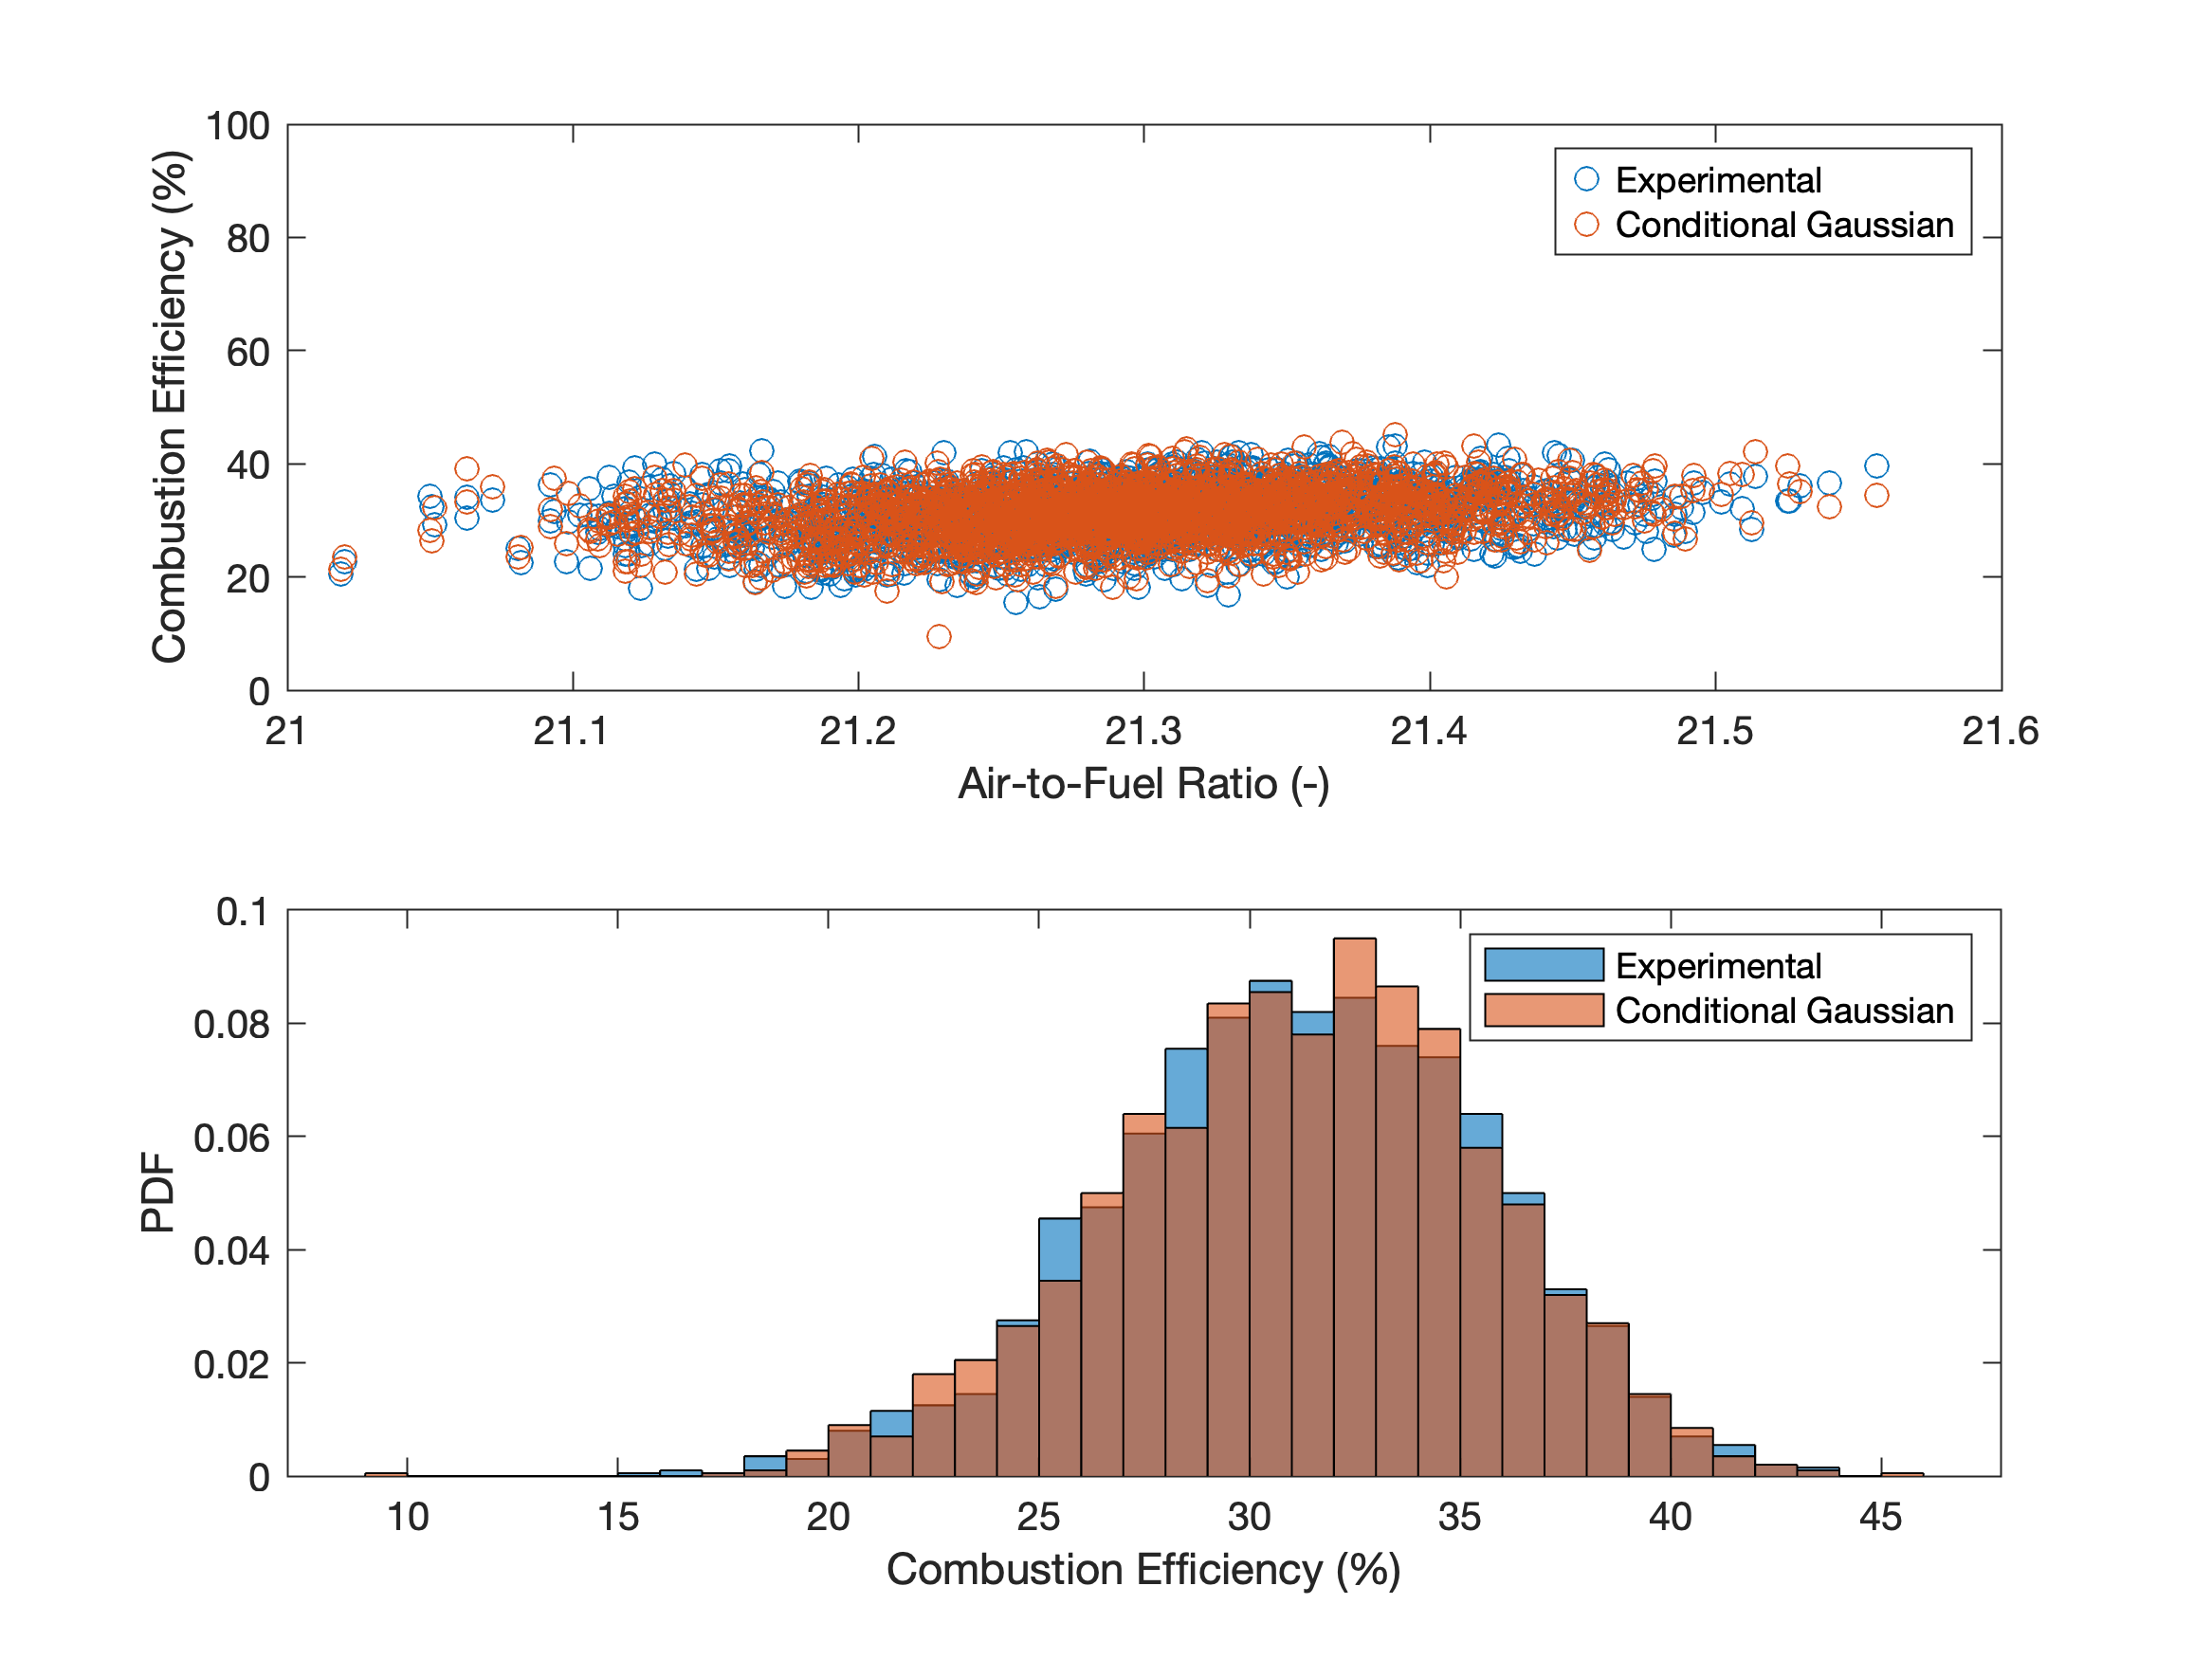 100
80
60
40
20
0
Combustion Efficiency (%)
Experimental
Conditional Gaussian
21 21.1 21.2 21.3 21.4 21.5 21.6
Air-to-Fuel Ratio (-)
0.1
0.08
0.06
0.04
0.02
0
PDF
Experimental
Conditional Gaussian
10 15 20 25 30 35 40 45
Combustion Efficiency (%)